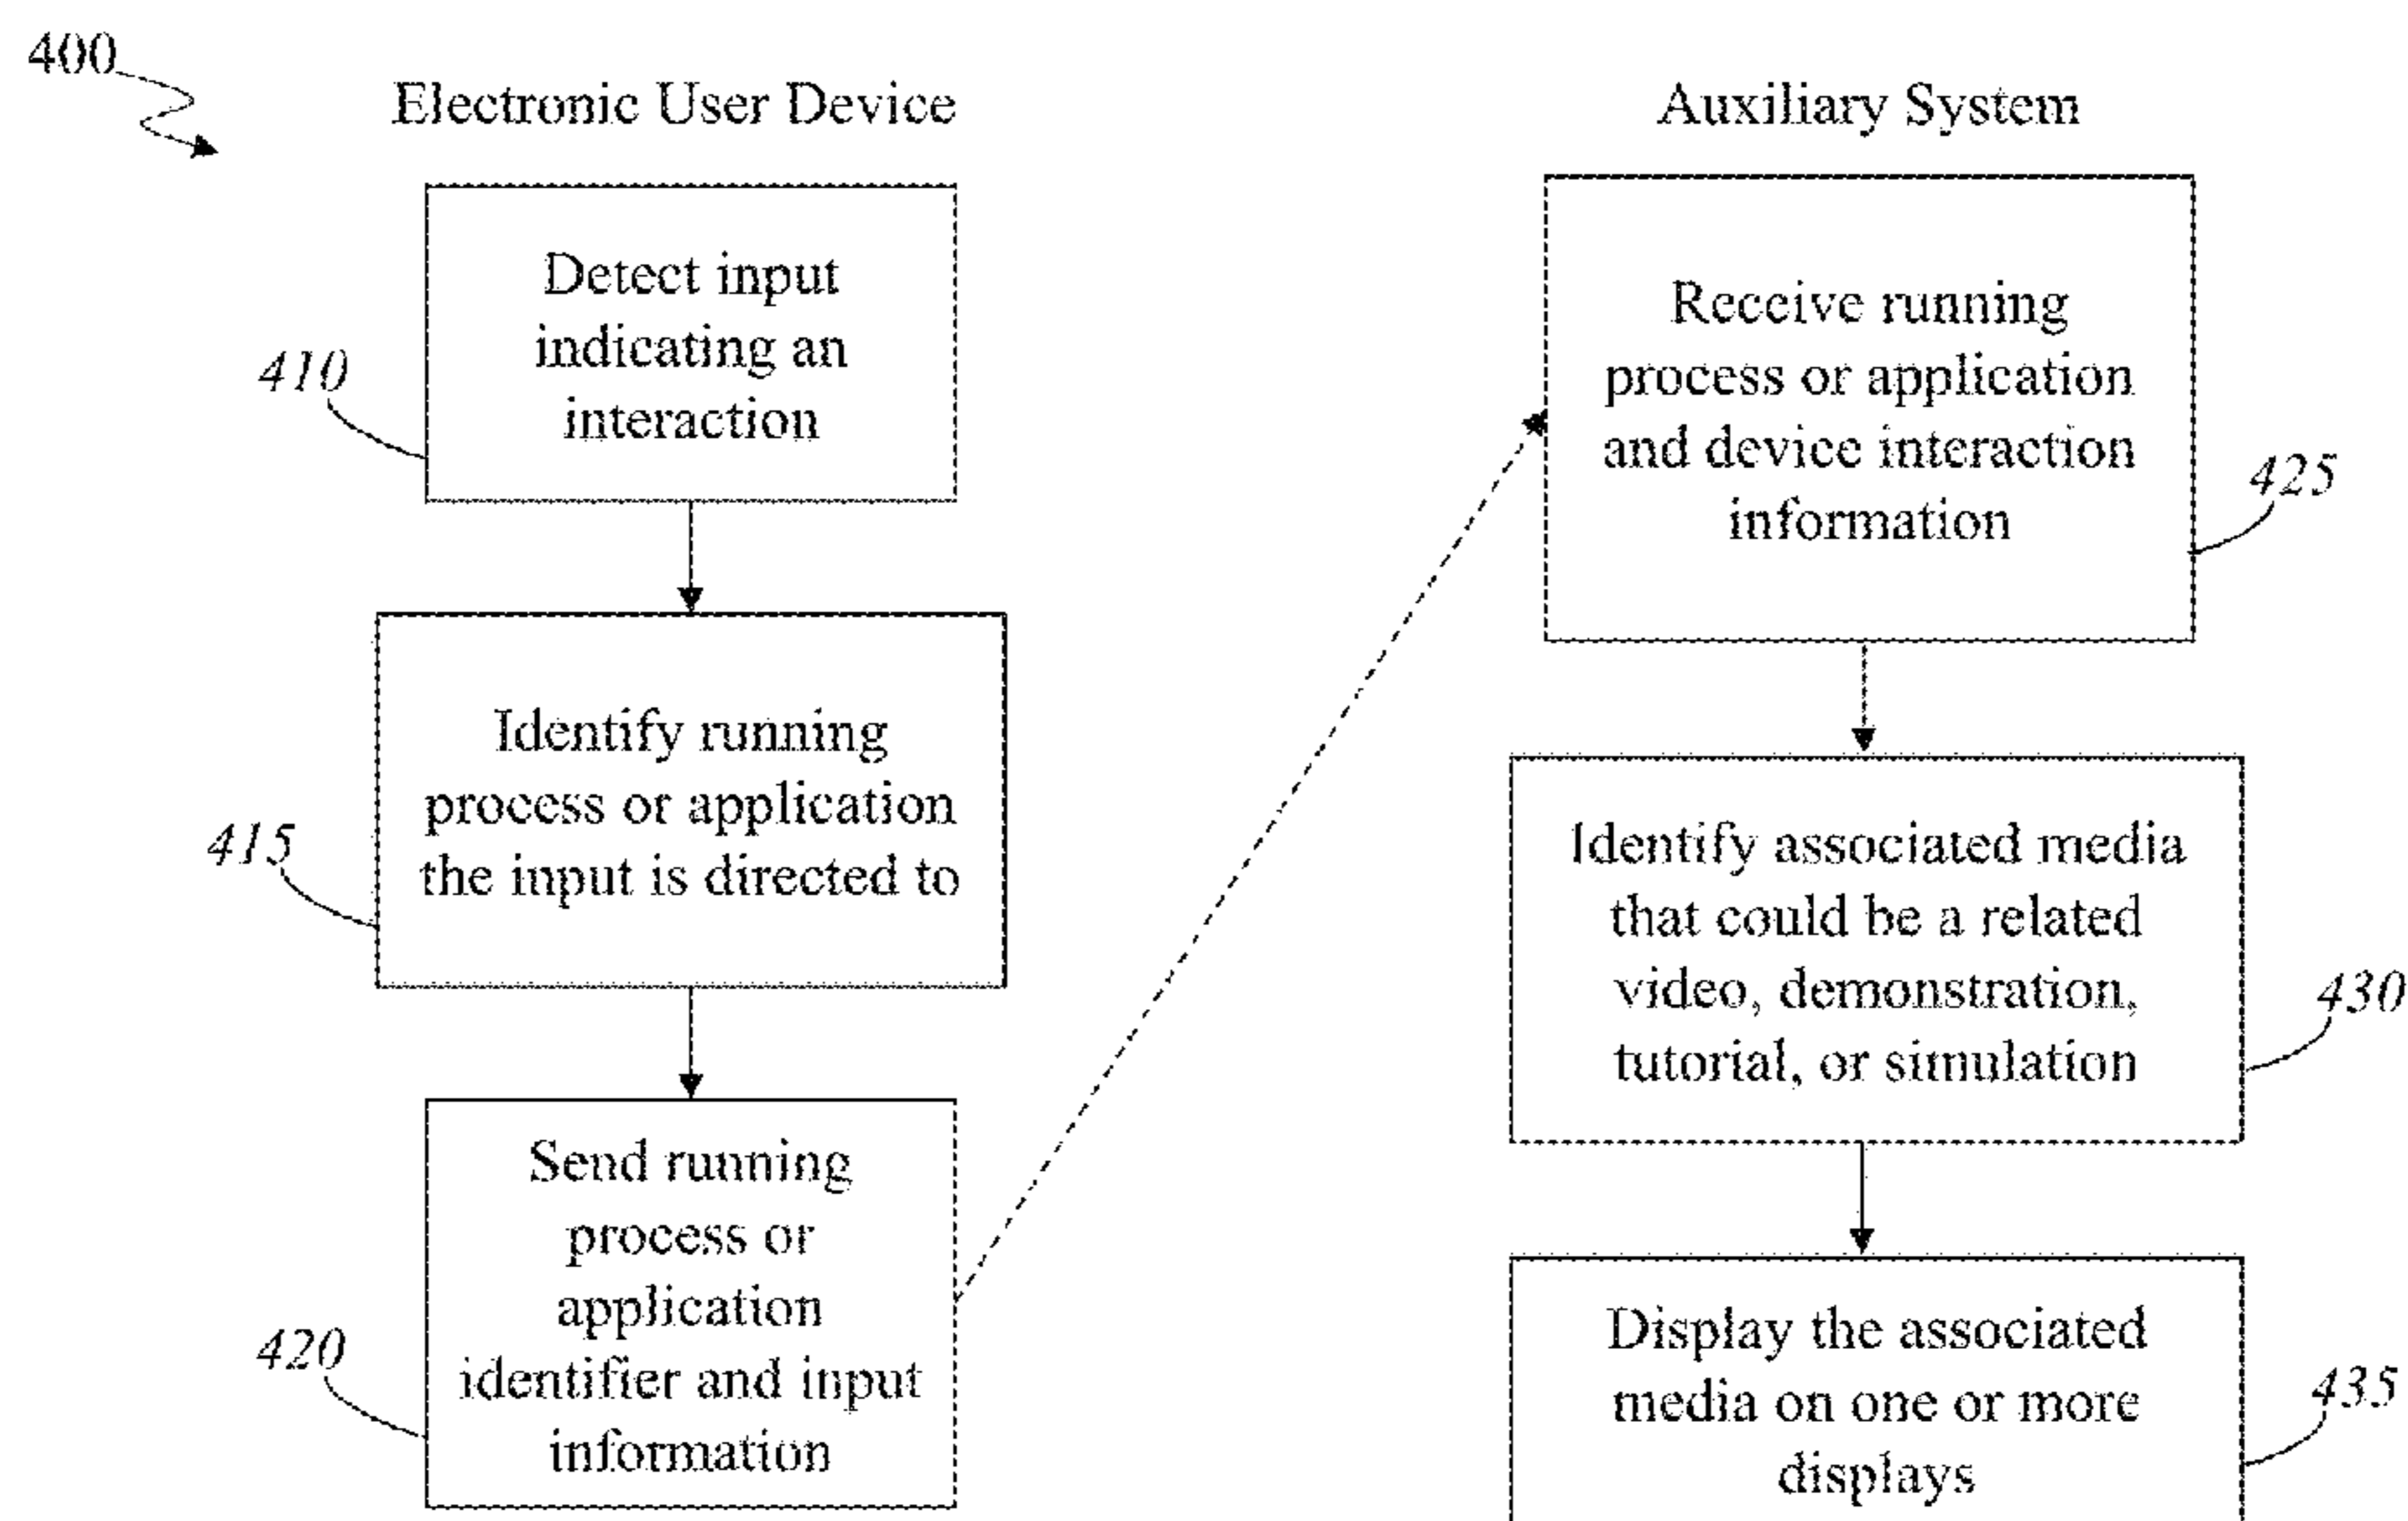 400
Electronic User Device
Detect input
indicating an
interaction
410
Identify running
process or application
the input is directed to
415
Send running
process or
application
identifier and input
information
420
Auxiliary System
Receive running
process or application
and device interaction
information
425
Identify associated media
that could be a related
video, demonstration,
tutorial, or simulation
430
Display the associated
media on one or more
displays
435